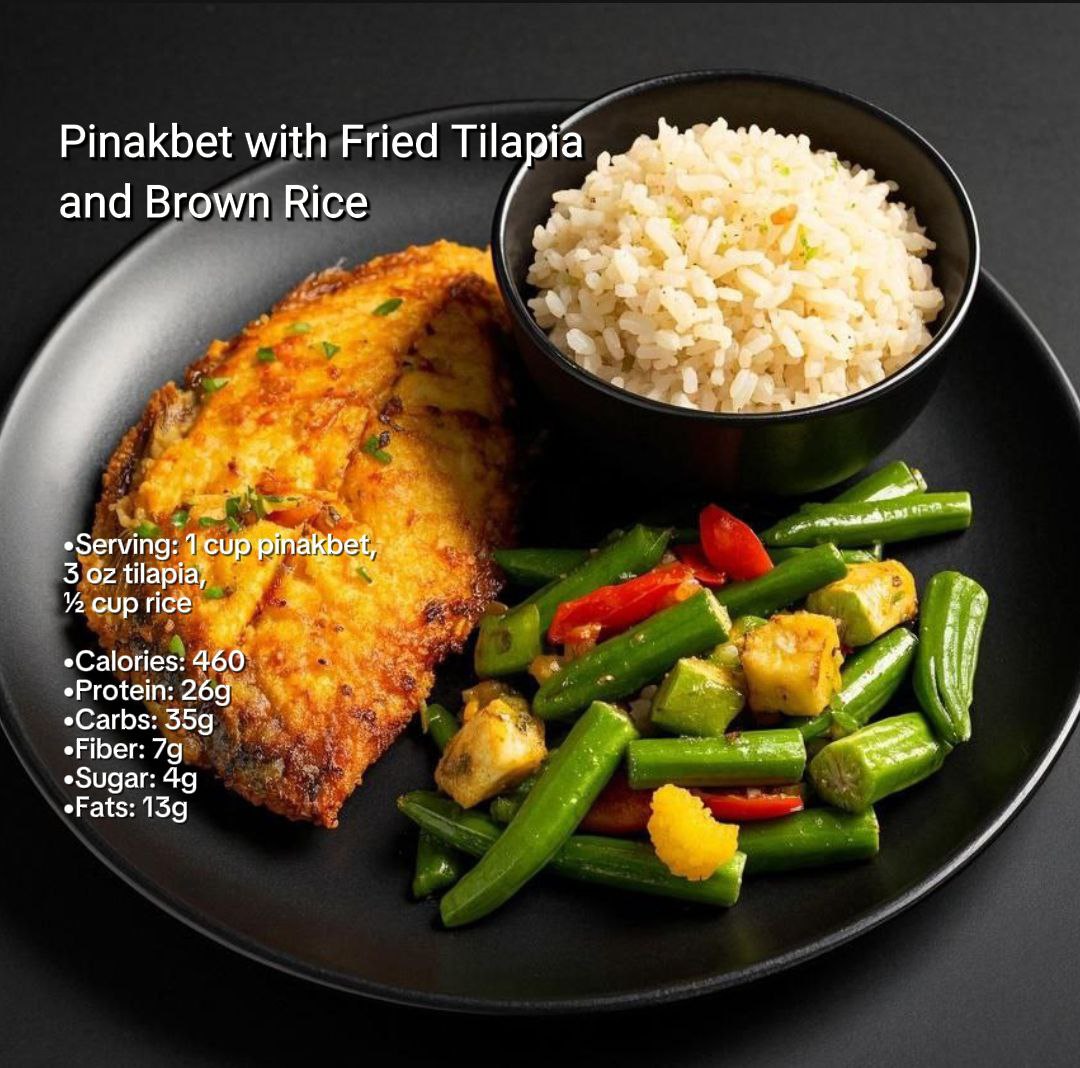 Pinakbet with Fried Tilapia
and Brown Rice
•Serving: 1 cup pinakbet,
3 oz tilapia,
½ cup rice
•Calories: 460
•Protein: 26g
•Carbs: 35g
•Fiber: 7g
•Sugar: 4g
•Fats: 13g